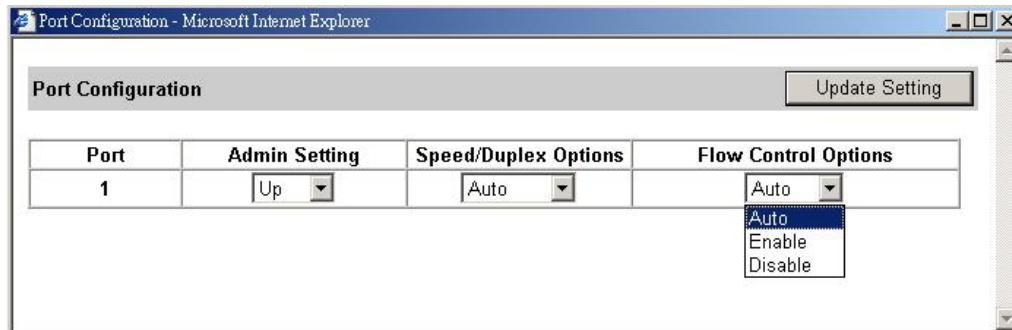 Port Configuration - Microsoft Internet Explorer
Port Configuration Update Setting
Port Admin Setting Speed/Duplex Options Flow Control Options
1 Up Auto Auto
Auto
Enable
Disable